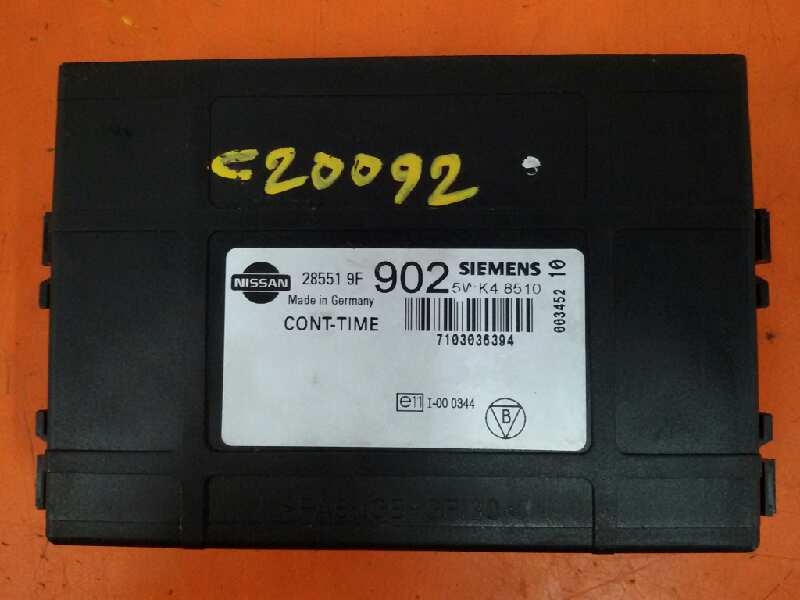 C20092
NISSAN 28551 9F 902 SIEMENS
Made in Germany 5WK4 8510
CONT-TIME
7103036394
003452 10
e11 I-00 0344
B